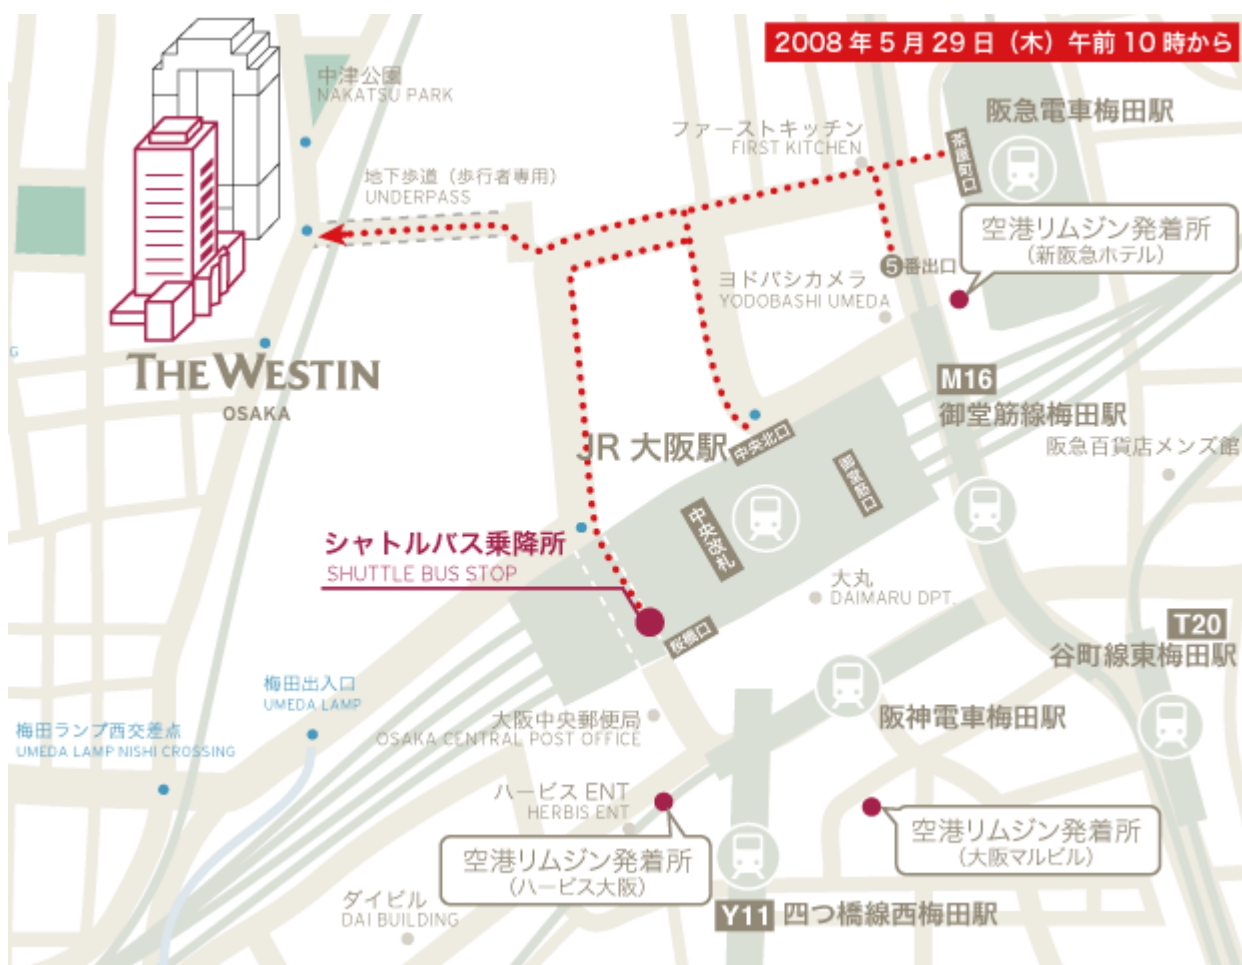 2008年5月29日（木）午前10時から
中津公園
NAKATSU PARK
阪急電車梅田駅
ファーストキッチン
FIRST KITCHEN
茶屋町口
地下歩道（歩行者専用）
UNDERPASS
空港リムジン発着所
（新阪急ホテル）
5番出口
ヨドバシカメラ
YODOBASHI UMEDA
G
THE WESTIN
OSAKA
M16
御堂筋線梅田駅
JR 大阪駅
中央北口
阪急百貨店メンズ館
御堂筋口
中央改札
シャトルバス乗降所
SHUTTLE BUS STOP
大丸
DAIMARU DPT.
桜橋口
T20
谷町線東梅田駅
梅田出入口
UMEDA LAMP
大阪中央郵便局
OSAKA CENTRAL POST OFFICE
阪神電車梅田駅
梅田ランプ西交差点
UMEDA LAMP NISHI CROSSING
ハービス ENT
HERBIS ENT
空港リムジン発着所
（大阪マルビル）
空港リムジン発着所
（ハービス大阪）
ダイビル
DAI BUILDING
Y11 四つ橋線西梅田駅